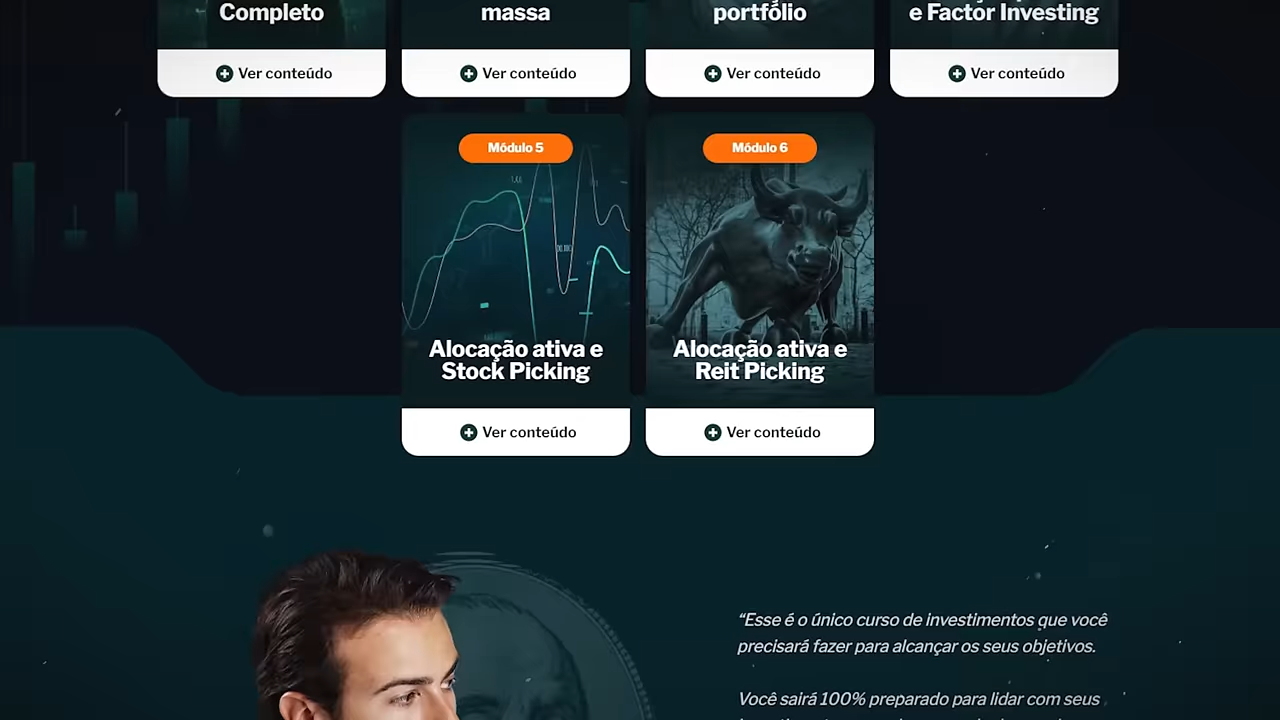 Completo
massa
portfólio
e Factor Investing
Ver conteúdo
Ver conteúdo
Ver conteúdo
Ver conteúdo
Módulo 5
Módulo 6
Alocação ativa e
Stock Picking
Alocação ativa e
Reit Picking
Ver conteúdo
Ver conteúdo
“Esse é o único curso de investimentos que você
precisará fazer para alcançar os seus objetivos.
Você sairá 100% preparado para lidar com seus